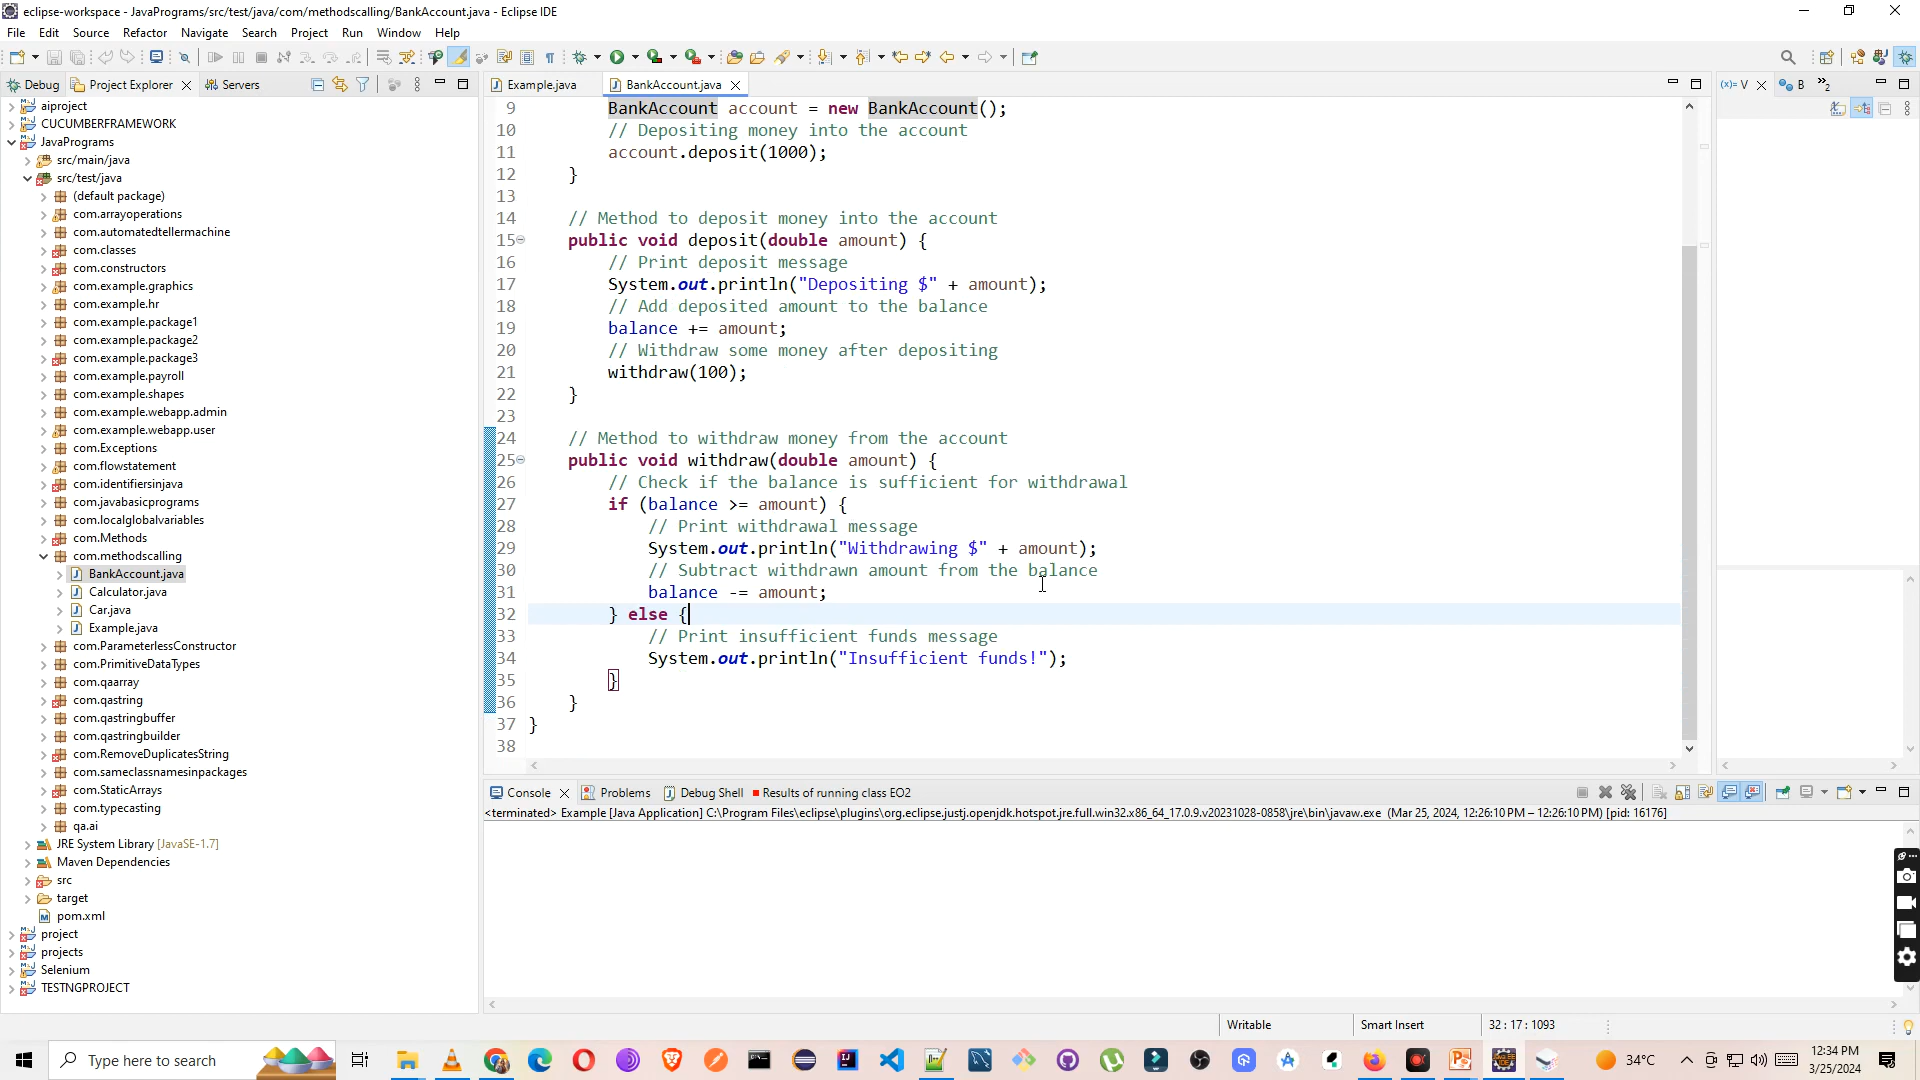 eclipse-workspace - JavaPrograms/src/test/java/com/methodscalling/BankAccount.java - Eclipse IDE
File Edit Source Refactor Navigate Search Project Run Window Help
Debug Project Explorer Servers
Example.java BankAccount.java
(x)= V B 2
aiproject
CUCUMBERFRAMEWORK
JavaPrograms
src/main/java
src/test/java
(default package)
com.arrayoperations
com.automatedtellermachine
com.classes
com.constructors
com.example.graphics
com.example.hr
com.example.package1
com.example.package2
com.example.package3
com.example.payroll
com.example.shapes
com.example.webapp.admin
com.example.webapp.user
com.Exceptions
com.flowstatement
com.identifiersinjava
com.javabasicprograms
com.localglobalvariables
com.Methods
com.methodscalling
BankAccount.java
Calculator.java
Car.java
Example.java
com.ParameterlessConstructor
com.PrimitiveDataTypes
com.qaarray
com.qastring
com.qastringbuffer
com.qastringbuilder
com.RemoveDuplicatesString
com.sameclassnamesinpackages
com.StaticArrays
com.typecasting
qa.ai
JRE System Library [JavaSE-1.7]
Maven Dependencies
src
target
pom.xml
project
projects
Selenium
TESTNGPROJECT
9 BankAccount account = new BankAccount();
10 // Depositing money into the account
11 account.deposit(1000);
12 }
13
14 // Method to deposit money into the account
15 public void deposit(double amount) {
16 // Print deposit message
17 System.out.println("Depositing $" + amount);
18 // Add deposited amount to the balance
19 balance += amount;
20 // Withdraw some money after depositing
21 withdraw(100);
22 }
23
24 // Method to withdraw money from the account
25 public void withdraw(double amount) {
26 // Check if the balance is sufficient for withdrawal
27 if (balance >= amount) {
28 // Print withdrawal message
29 System.out.println("Withdrawing $" + amount);
30 // Subtract withdrawn amount from the balance
31 balance -= amount;
32 } else {
33 // Print insufficient funds message
34 System.out.println("Insufficient funds!");
35 }
36 }
37 }
38
Console Problems Debug Shell Results of running class EO2
<terminated> Example [Java Application] C:\Program Files\eclipse\plugins\org.eclipse.justj.openjdk.hotspot.jre.full.win32.x86_64_17.0.9.v20231028-0858\jre\bin\javaw.exe (Mar 25, 2024, 12:26:10 PM – 12:26:10 PM) [pid: 16176]
Writable Smart Insert 32 : 17 : 1093
Type here to search
34°C
12:34 PM
3/25/2024